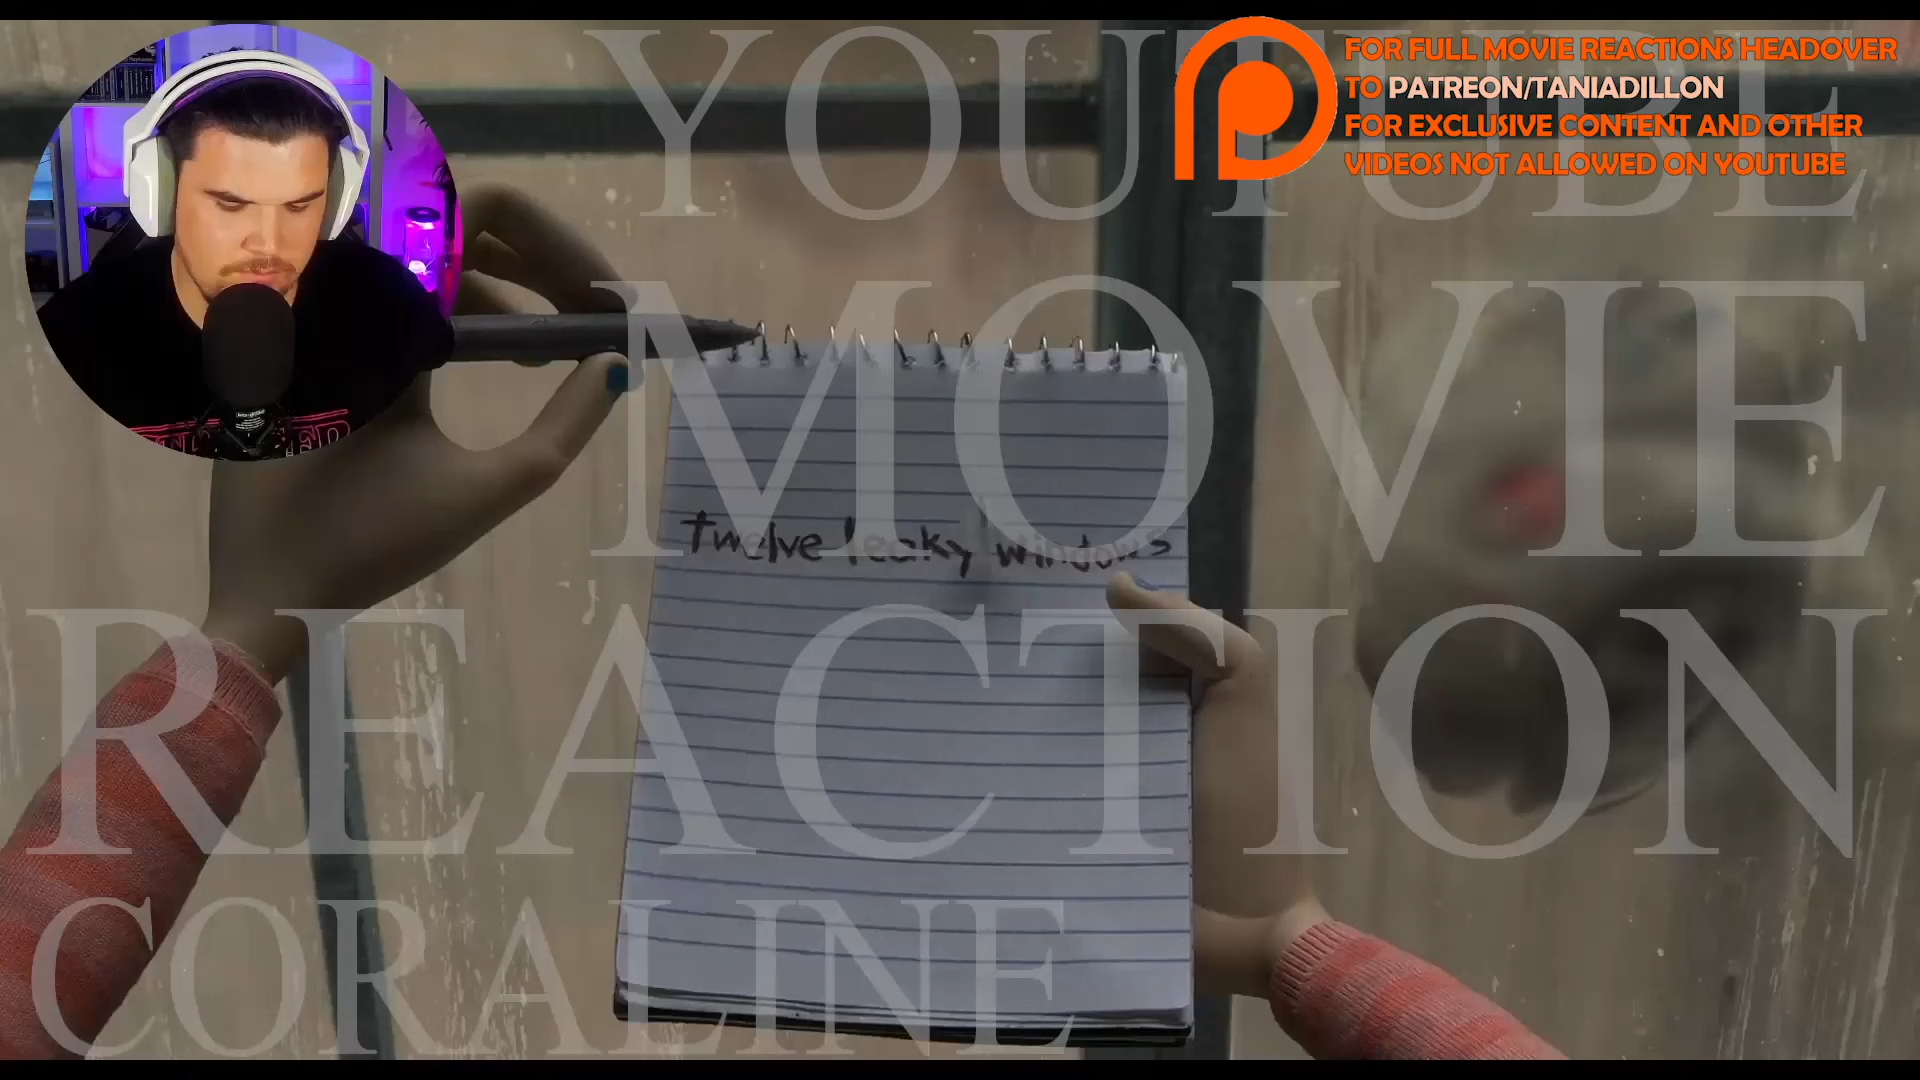 YOUTUBE
MOVIE
REACTION
CORALINE
FOR FULL MOVIE REACTIONS HEADOVER
TO PATREON/TANIADILLON
FOR EXCLUSIVE CONTENT AND OTHER
VIDEOS NOT ALLOWED ON YOUTUBE
twelve leaky windows